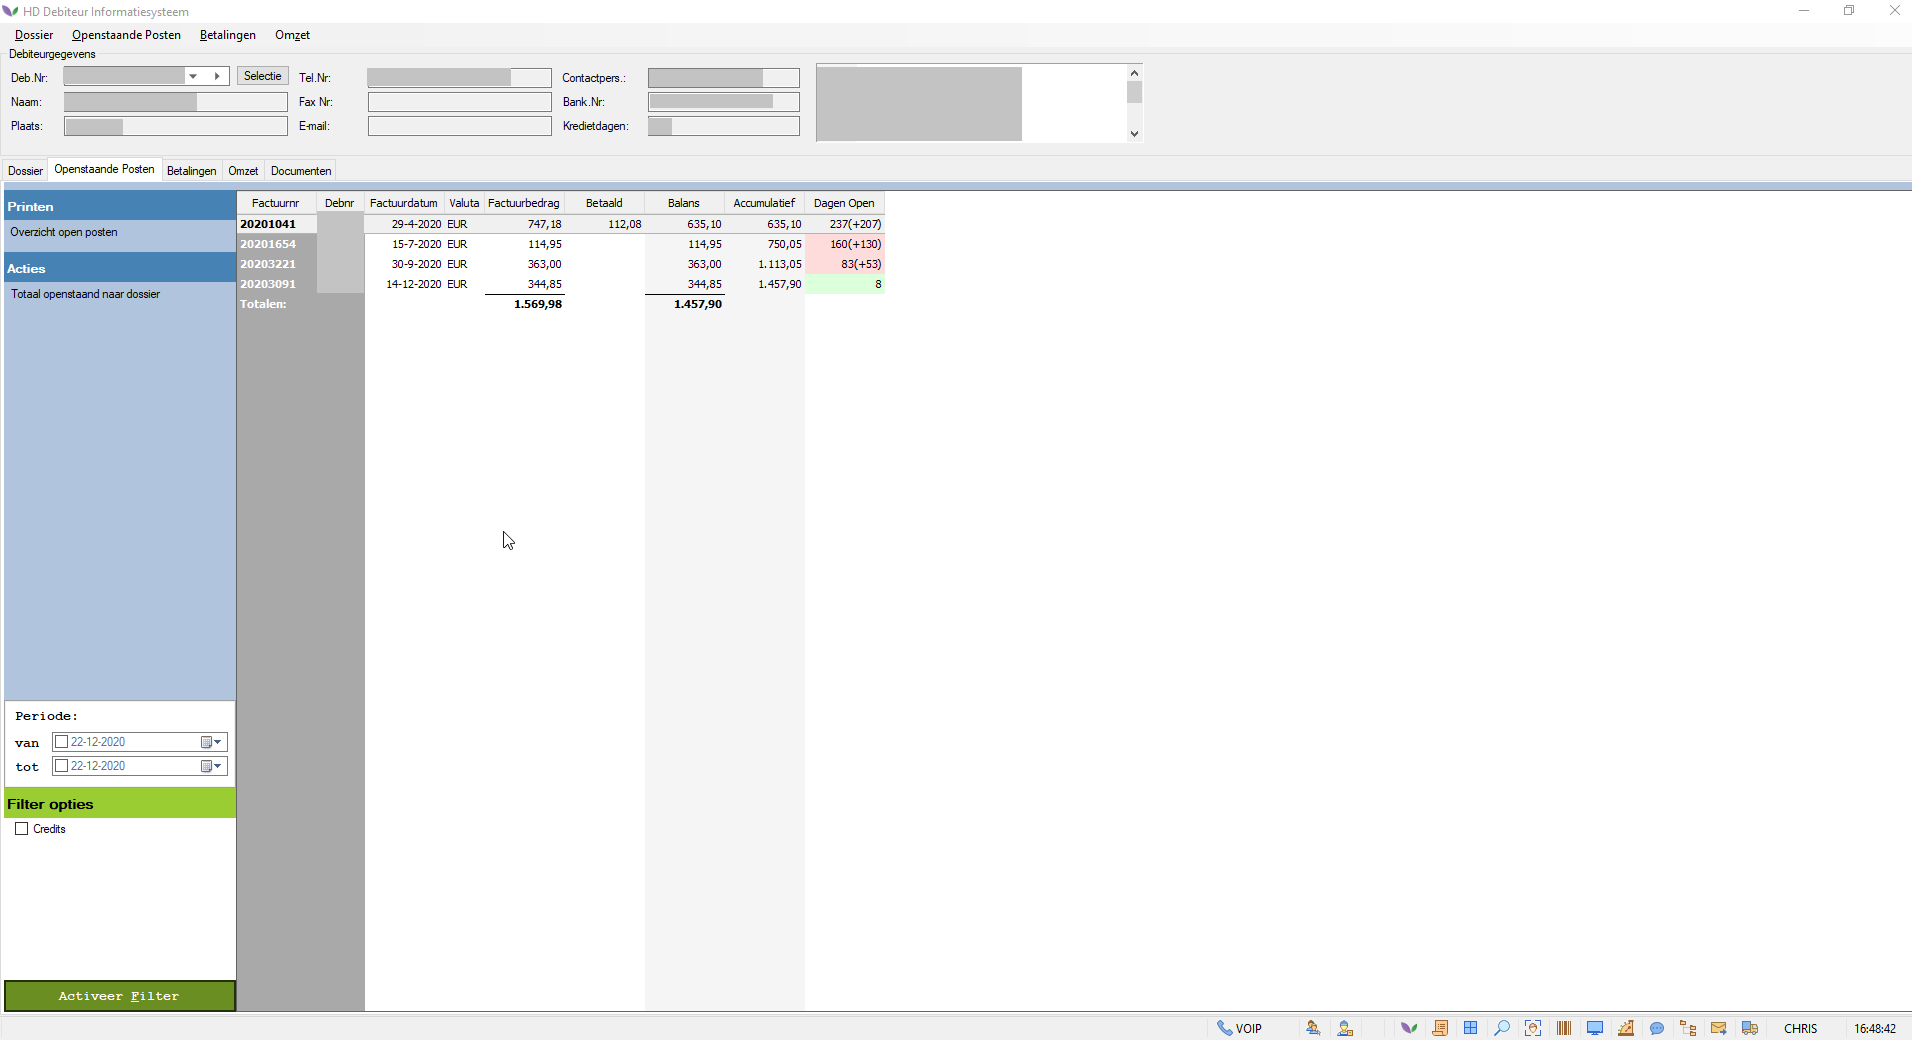 HD Debiteur Informatiesysteem
Dossier Openstaande Posten Betalingen Omzet
Debiteurgegevens
Deb.Nr: Selectie Tel.Nr: Contactpers.:
Naam: Fax Nr: Bank.Nr:
Plaats: E-mail: Kredietdagen:
Dossier Openstaande Posten Betalingen Omzet Documenten
Printen
Overzicht open posten
Acties
Totaal openstaand naar dossier
Factuurnr Debnr Factuurdatum Valuta Factuurbedrag Betaald Balans Accumulatief Dagen Open
20201041 29-4-2020 EUR 747,18 112,08 635,10 635,10 237(+207)
20201654 15-7-2020 EUR 114,95 114,95 750,05 160(+130)
20203221 30-9-2020 EUR 363,00 363,00 1.113,05 83(+53)
20203091 14-12-2020 EUR 344,85 344,85 1.457,90 8
Totalen: 1.569,98 1.457,90
Periode:
van 22-12-2020
tot 22-12-2020
Filter opties
Credits
Activeer Filter
VOIP CHRIS 16:48:42